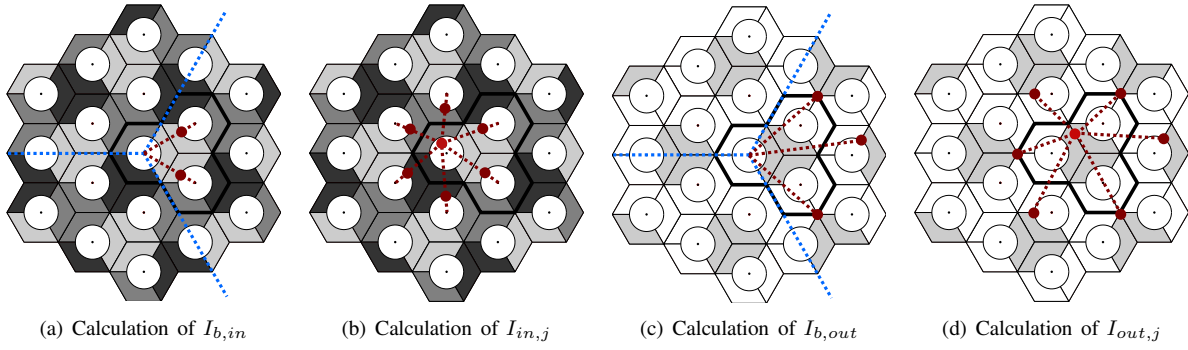 (a) Calculation of I_{b,in}
(b) Calculation of I_{in,j}
(c) Calculation of I_{b,out}
(d) Calculation of I_{out,j}